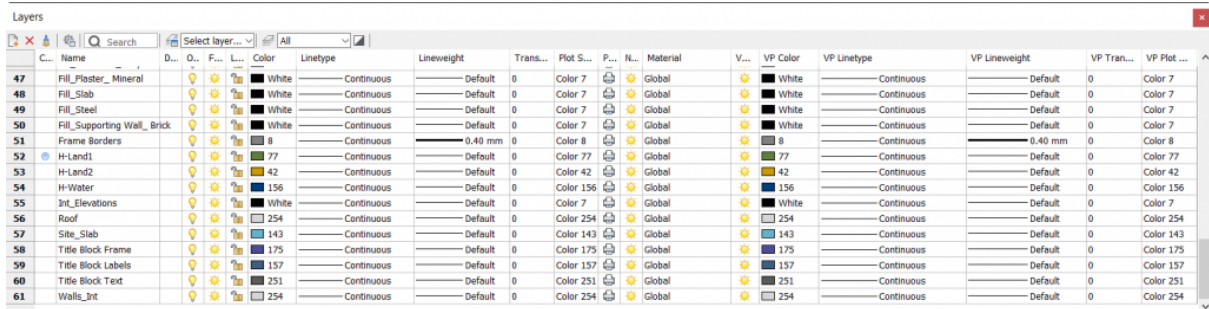 Layers
Search Select layer... All
C... Name D... O... F... L... Color Linetype Lineweight Trans... Plot S... P... N... Material V... VP Color VP Linetype VP Lineweight VP Tran... VP Plot ...
47 Fill_Plaster_ Mineral White Continuous Default 0 Color 7 Global White Continuous Default 0 Color 7
48 Fill_Slab White Continuous Default 0 Color 7 Global White Continuous Default 0 Color 7
49 Fill_Steel White Continuous Default 0 Color 7 Global White Continuous Default 0 Color 7
50 Fill_Supporting Wall_ Brick White Continuous Default 0 Color 7 Global White Continuous Default 0 Color 7
51 Frame Borders 8 Continuous 0.40 mm 0 Color 8 Global 8 Continuous 0.40 mm 0 Color 8
52 H-Land1 77 Continuous Default 0 Color 77 Global 77 Continuous Default 0 Color 77
53 H-Land2 42 Continuous Default 0 Color 42 Global 42 Continuous Default 0 Color 42
54 H-Water 156 Continuous Default 0 Color 156 Global 156 Continuous Default 0 Color 156
55 Int_Elevations White Continuous Default 0 Color 7 Global White Continuous Default 0 Color 7
56 Roof 254 Continuous Default 0 Color 254 Global 254 Continuous Default 0 Color 254
57 Site_Slab 143 Continuous Default 0 Color 143 Global 143 Continuous Default 0 Color 143
58 Title Block Frame 175 Continuous Default 0 Color 175 Global 175 Continuous Default 0 Color 175
59 Title Block Labels 157 Continuous Default 0 Color 157 Global 157 Continuous Default 0 Color 157
60 Title Block Text 251 Continuous Default 0 Color 251 Global 251 Continuous Default 0 Color 251
61 Walls_Int 254 Continuous Default 0 Color 254 Global 254 Continuous Default 0 Color 254